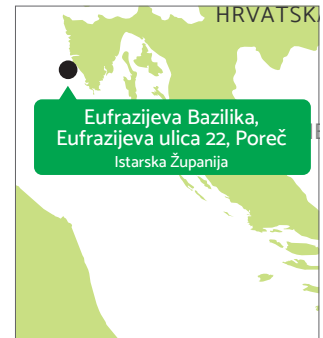 HRVATSKA
Eufrazijeva Bazilika,
Eufrazijeva ulica 22, Poreč
Istarska Županija